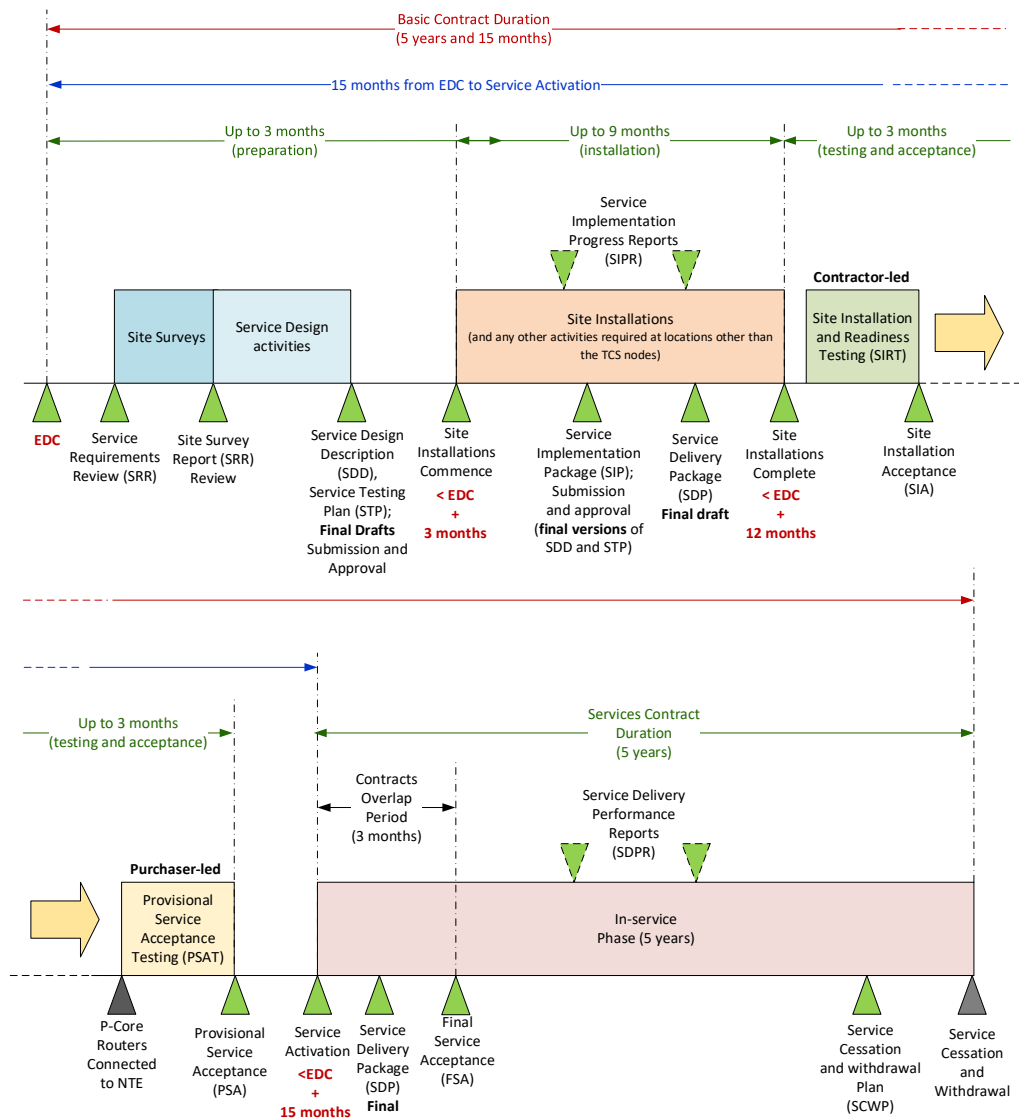 Basic Contract Duration
(5 years and 15 months)
15 months from EDC to Service Activation
Up to 3 months
(preparation)
Up to 9 months
(installation)
Up to 3 months
(testing and acceptance)
Service
Implementation
Progress Reports
(SIPR)
Contractor-led
Site Surveys
Service Design
activities
Site Installations
(and any other activities required at locations other than
the TCS nodes)
Site Installation
and Readiness
Testing (SIRT)
EDC
Service
Requirements
Review (SRR)
Site Survey
Report (SRR)
Review
Service Design
Description (SDD),
Service Testing
Plan (STP);
Final Drafts
Submission and
Approval
Site
Installations
Commence
< EDC
+
3 months
Service
Implementation
Package (SIP);
Submission
and approval
(final versions of
SDD and STP)
Service
Delivery
Package
(SDP)
Final draft
Site
Installations
Complete
< EDC
+
12 months
Site
Installation
Acceptance
(SIA)
Up to 3 months
(testing and acceptance)
Services Contract
Duration
(5 years)
Contracts
Overlap
Period
(3 months)
Service Delivery
Performance
Reports
(SDPR)
Purchaser-led
Provisional
Service
Acceptance
Testing (PSAT)
In-service
Phase (5 years)
P-Core
Routers
Connected
to NTE
Provisional
Service
Acceptance
(PSA)
Service
Activation
<EDC
+
15 months
Service
Delivery
Package
(SDP)
Final
Final
Service
Acceptance
(FSA)
Service
Cessation
and withdrawal
Plan
(SCWP)
Service
Cessation
and
Withdrawal